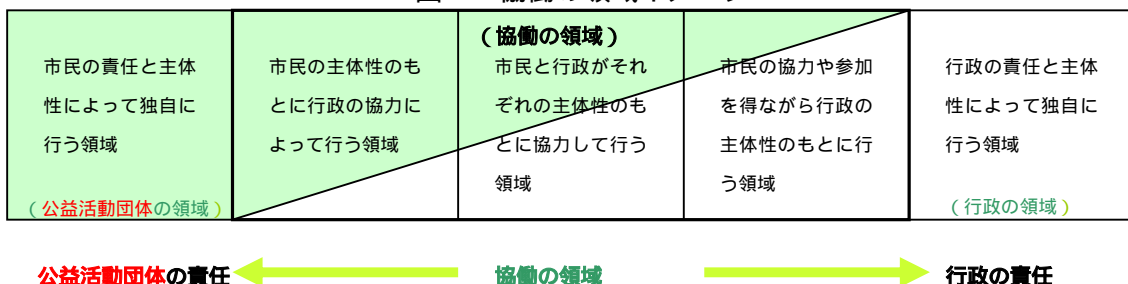 (協働の領域)
市民の責任と主体
性によって独自に
行う領域
(公益活動団体の領域)
市民の主体性のも
とに行政の協力に
よって行う領域
市民と行政がそれ
ぞれの主体性のも
とに協力して行う
領域
市民の協力や参加
を得ながら行政の
主体性のもとに行
う領域
行政の責任と主体
性によって独自に
行う領域
(行政の領域)
公益活動団体の責任
協働の領域
行政の責任